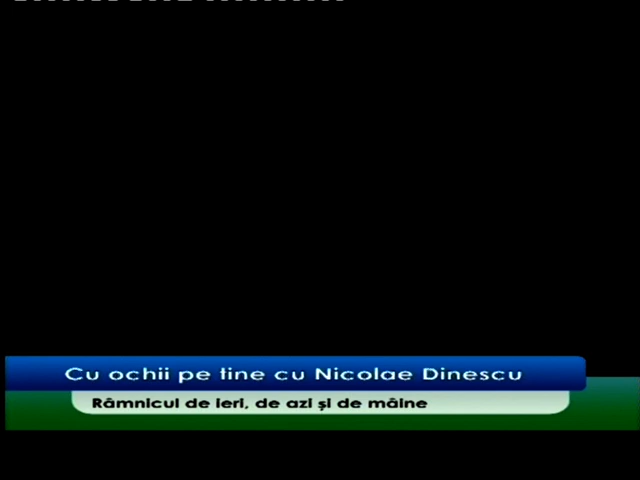 Cu ochii pe tine cu Nicolae Dinescu
Râmnicul de ieri, de azi și de mâine